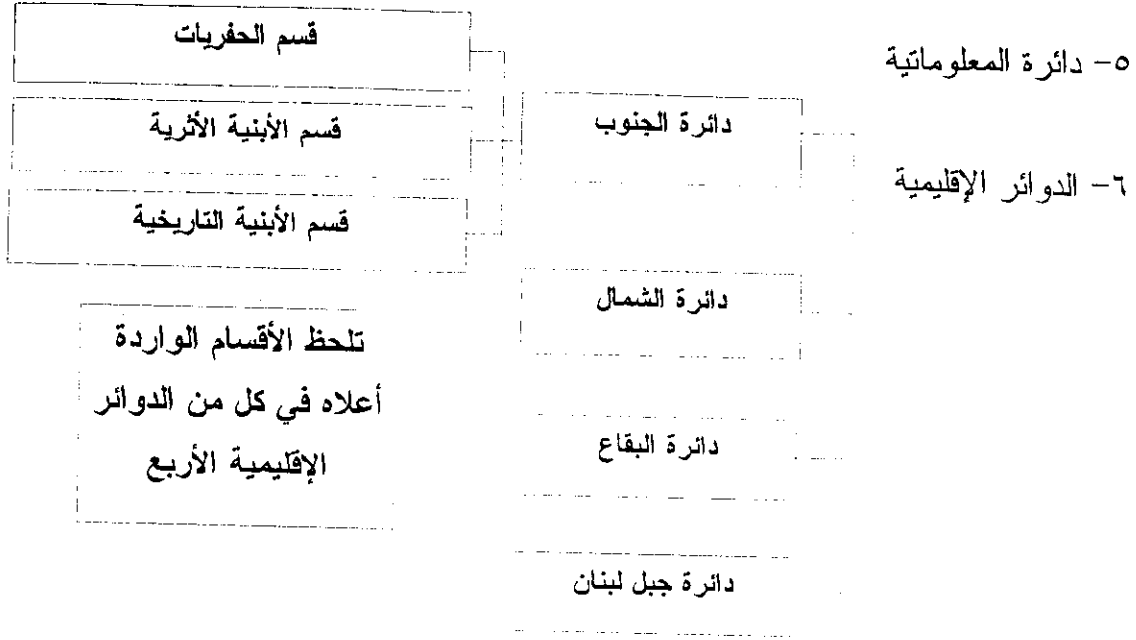 ٥- دائرة المعلوماتية
٦- الدوائر الإقليمية
دائرة الجنوب
قسم الحفريات
قسم الأبنية الأثرية
قسم الأبنية التاريخية
دائرة الشمال
دائرة البقاع
دائرة جبل لبنان
تلحظ الأقسام الواردة
أعلاه في كل من الدوائر
الإقليمية الأربع